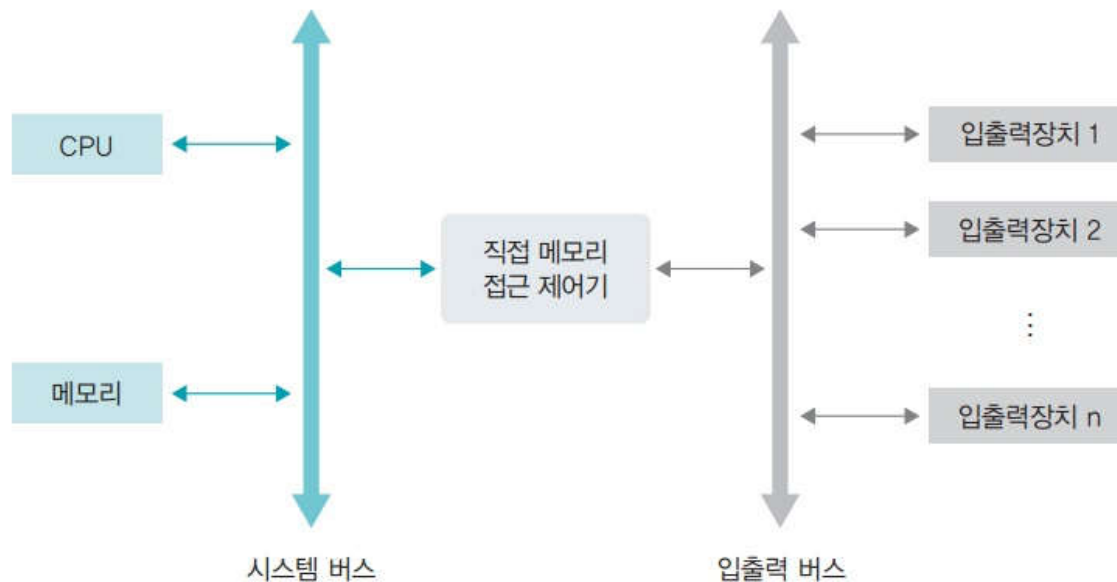 CPU
메모리
직접 메모리
접근 제어기
입출력장치 1
입출력장치 2
⋮
입출력장치 n
시스템 버스
입출력 버스